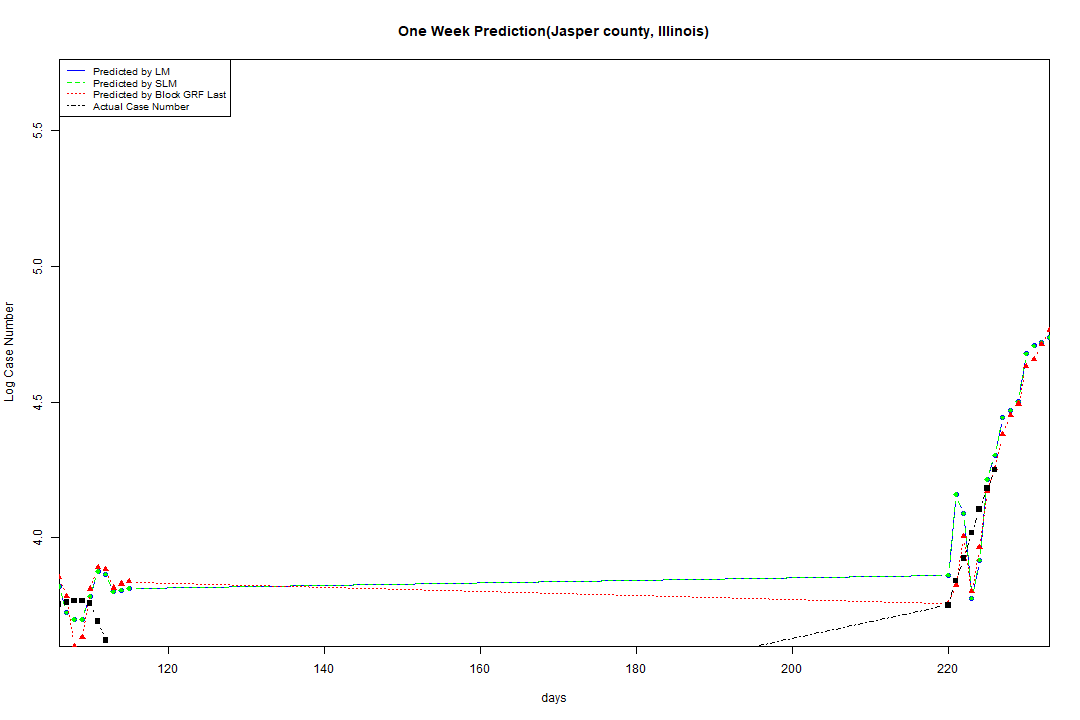 One Week Prediction(Jasper county, Illinois)
Predicted by LM
Predicted by SLM
Predicted by Block GRF Last
Actual Case Number
5.5
5.0
4.5
4.0
Log Case Number
120 140 160 180 200 220
days